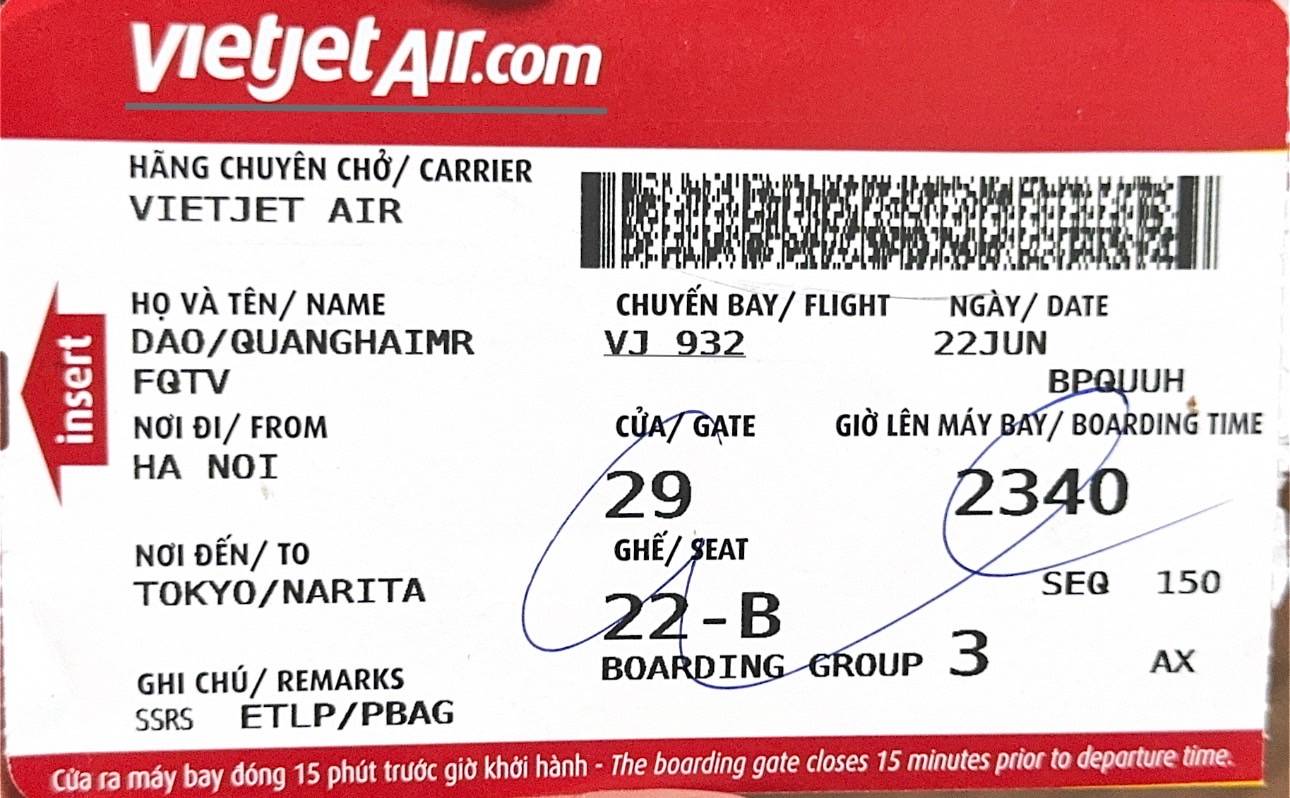 vietjetAir.com
HÃNG CHUYÊN CHỞ/ CARRIER
VIETJET AIR
HỌ VÀ TÊN/ NAME
DAO/QUANGHAIMR
FQTV
CHUYẾN BAY/ FLIGHT
VJ 932
NGÀY/ DATE
22JUN
BPQUUH
insert
NƠI ĐI/ FROM
HA NOI
CỬA/ GATE
29
GIỜ LÊN MÁY BAY/ BOARDING TIME
2340
NƠI ĐẾN/ TO
TOKYO/NARITA
GHẾ/ SEAT
22-B
SEQ 150
BOARDING GROUP 3
AX
GHI CHÚ/ REMARKS
SSRS ETLP/PBAG
Cửa ra máy bay đóng 15 phút trước giờ khởi hành - The boarding gate closes 15 minutes prior to departure time.